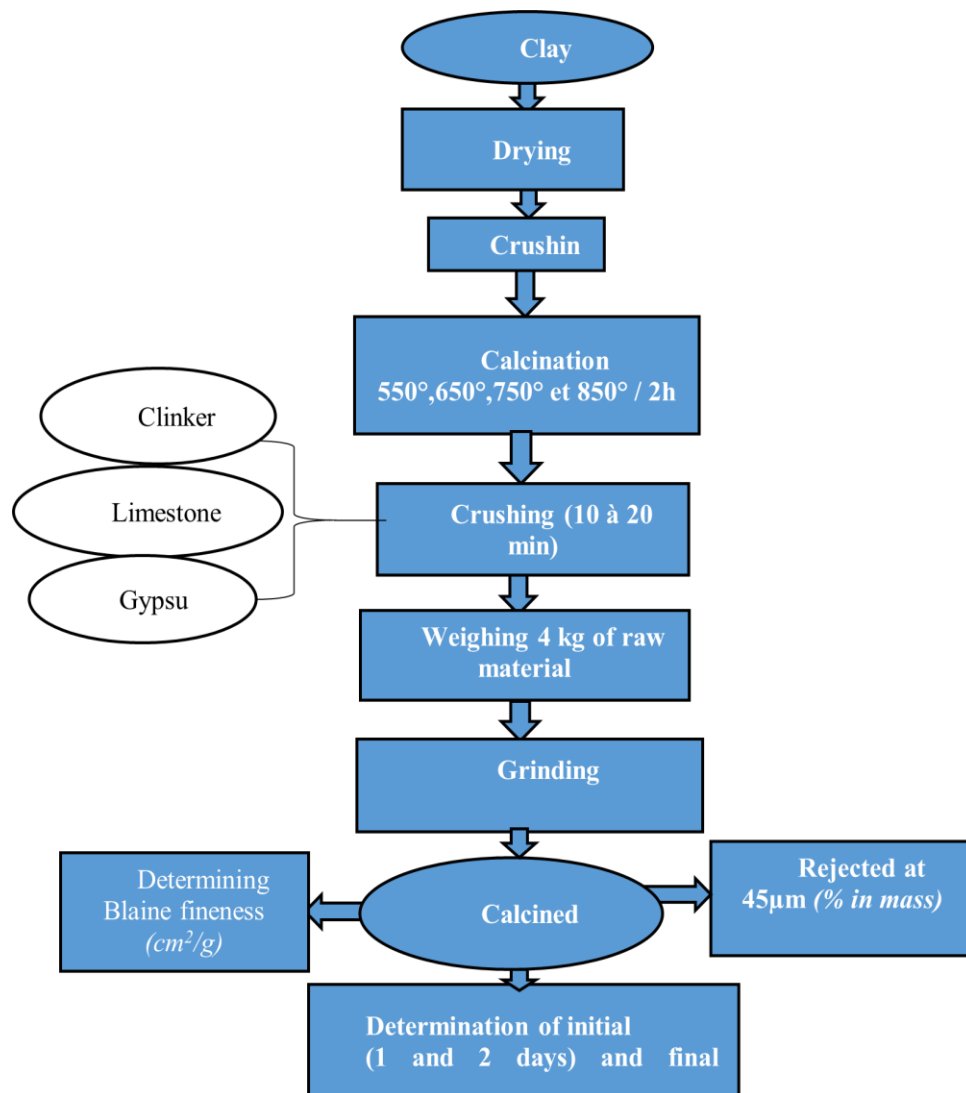 Clay
Drying
Crushin
Calcination
550°,650°,750° et 850° / 2h
Clinker
Limestone
Gypsu
Crushing (10 à 20
min)
Weighing 4 kg of raw
material
Grinding
Determining
Blaine fineness
(cm²/g)
Calcined
Rejected at
45µm (% in mass)
Determination of initial
(1 and 2 days) and final